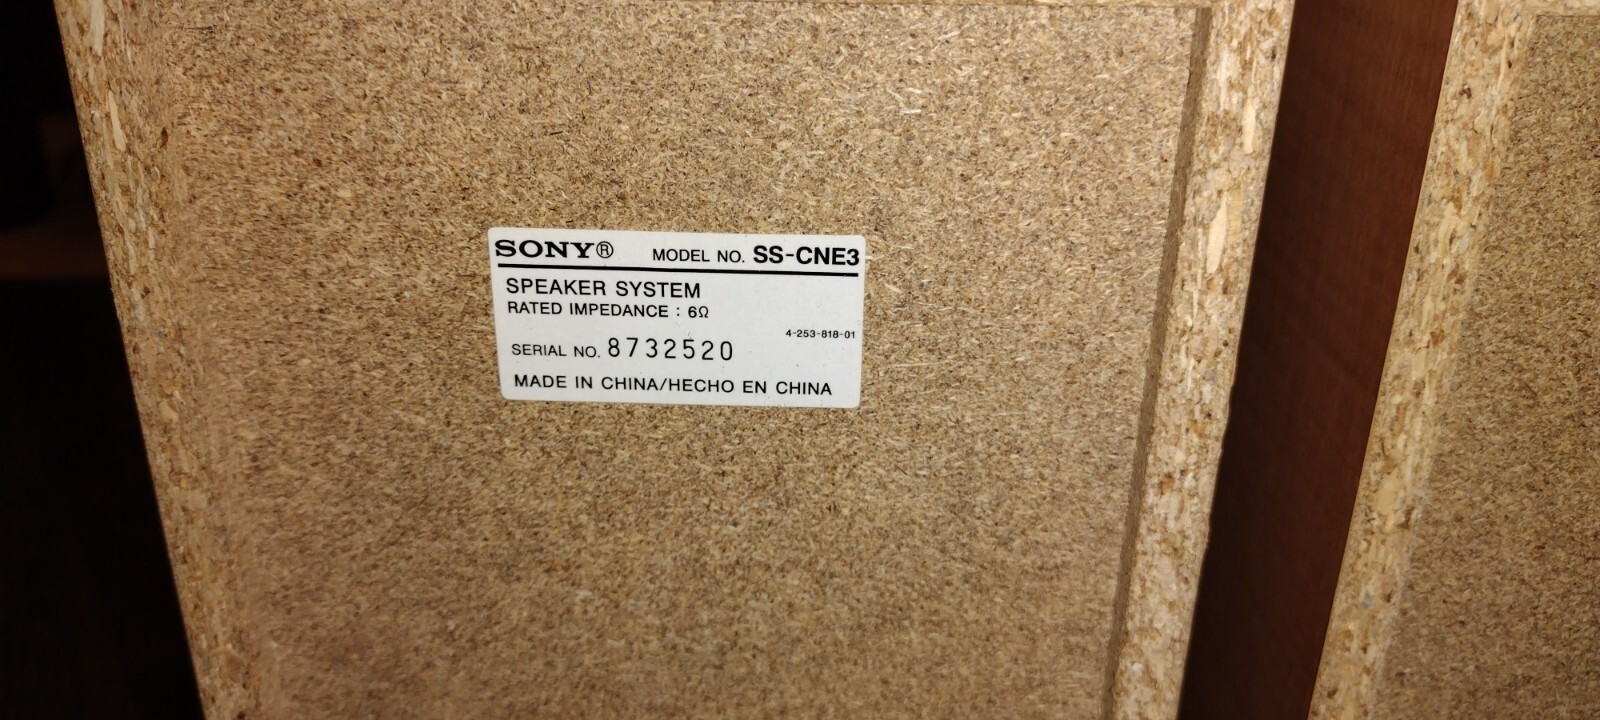 SONY® MODEL NO. SS-CNE3
SPEAKER SYSTEM
RATED IMPEDANCE : 6Ω
4-253-818-01
SERIAL NO. 8732520
MADE IN CHINA/HECHO EN CHINA